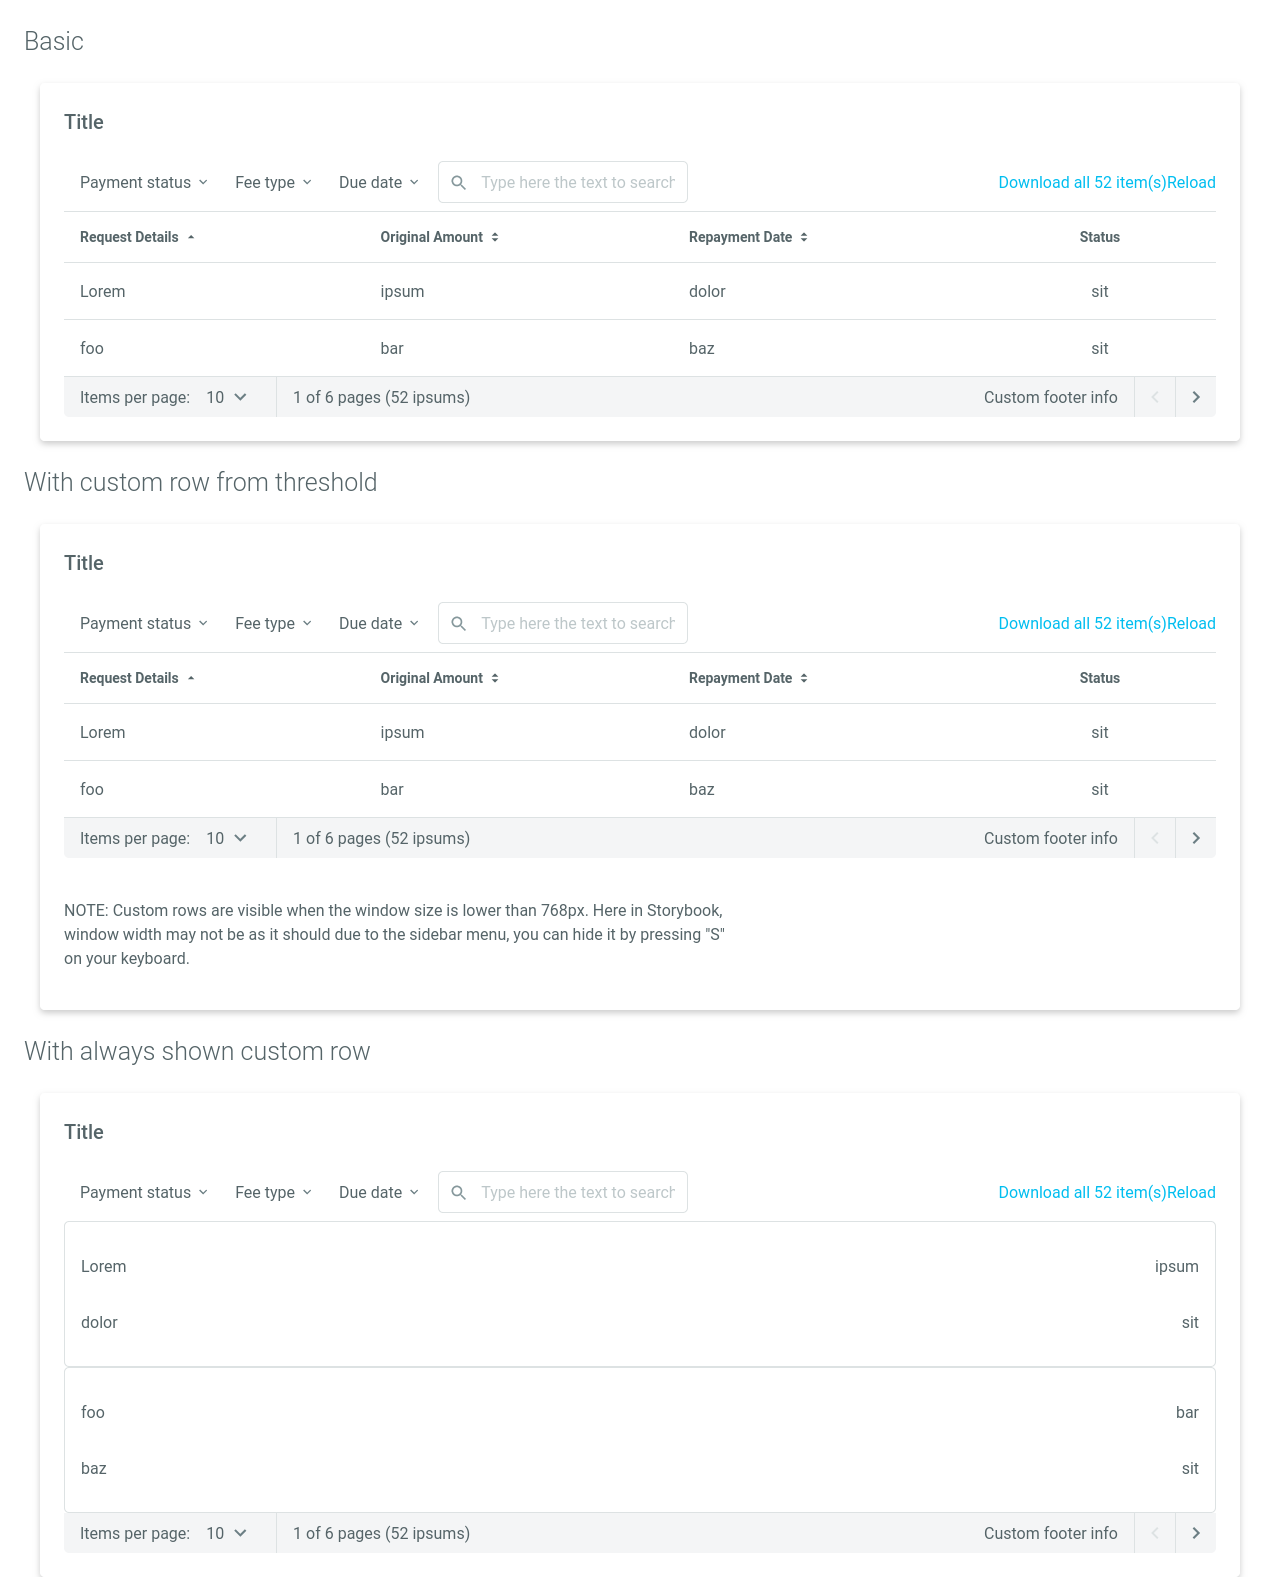 Basic
Title
Payment status Fee type Due date Type here the text to search Download all 52 item(s)Reload
Request Details Original Amount Repayment Date Status
Lorem ipsum dolor sit
foo bar baz sit
Items per page: 10 1 of 6 pages (52 ipsums) Custom footer info
With custom row from threshold
Title
Payment status Fee type Due date Type here the text to search Download all 52 item(s)Reload
Request Details Original Amount Repayment Date Status
Lorem ipsum dolor sit
foo bar baz sit
Items per page: 10 1 of 6 pages (52 ipsums) Custom footer info
NOTE: Custom rows are visible when the window size is lower than 768px. Here in Storybook,
window width may not be as it should due to the sidebar menu, you can hide it by pressing "S"
on your keyboard.
With always shown custom row
Title
Payment status Fee type Due date Type here the text to search Download all 52 item(s)Reload
Lorem ipsum
dolor sit
foo bar
baz sit
Items per page: 10 1 of 6 pages (52 ipsums) Custom footer info